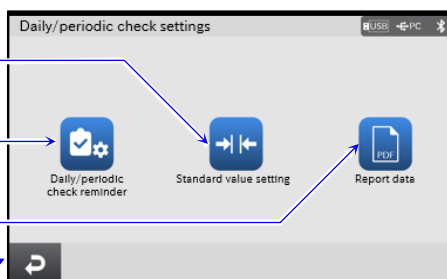 Daily/periodic check settings
USB PC
Daily/periodic
check reminder
Standard value setting
PDF
Report data